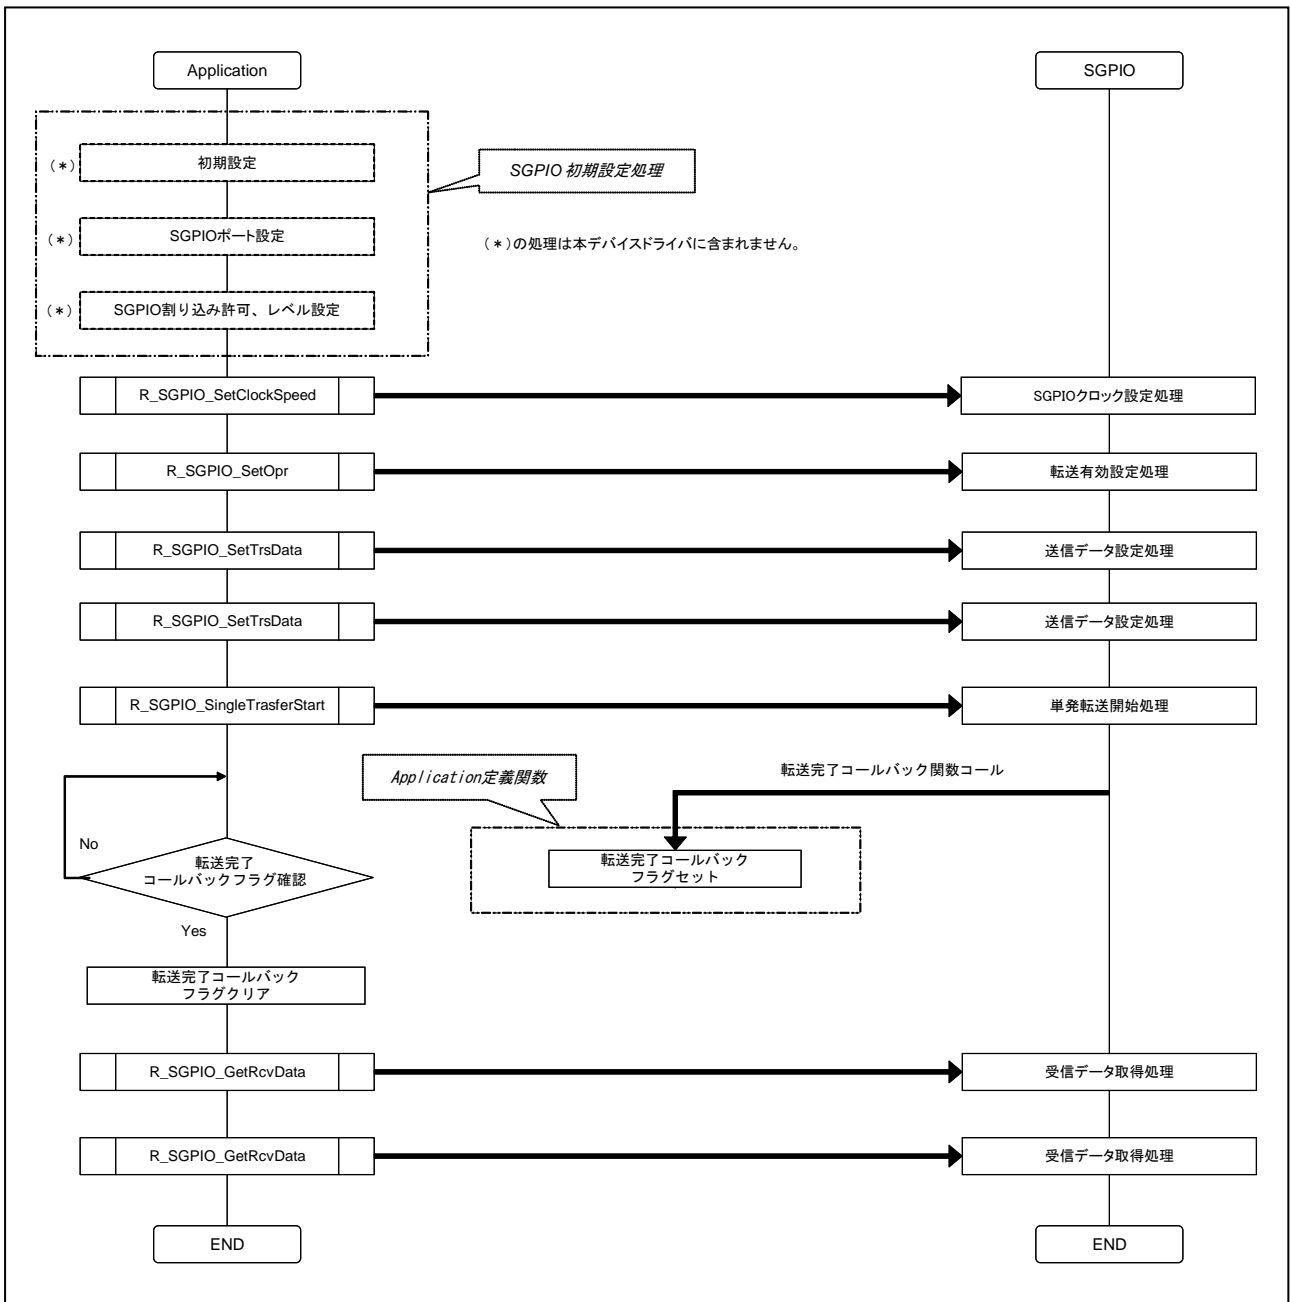 Application
SGPIO
(*)
初期設定
SGPIO 初期設定処理
(*)
SGPIOポート設定
(*)の処理は本デバイスドライバに含まれません。
(*)
SGPIO割り込み許可、レベル設定
R_SGPIO_SetClockSpeed
SGPIOクロック設定処理
R_SGPIO_SetOpr
転送有効設定処理
R_SGPIO_SetTrsData
送信データ設定処理
R_SGPIO_SetTrsData
送信データ設定処理
R_SGPIO_SingleTrasferStart
単発転送開始処理
Application定義関数
転送完了コールバック関数コール
No
転送完了
コールバックフラグ確認
転送完了コールバック
フラグセット
Yes
転送完了コールバック
フラグクリア
R_SGPIO_GetRcvData
受信データ取得処理
R_SGPIO_GetRcvData
受信データ取得処理
END
END